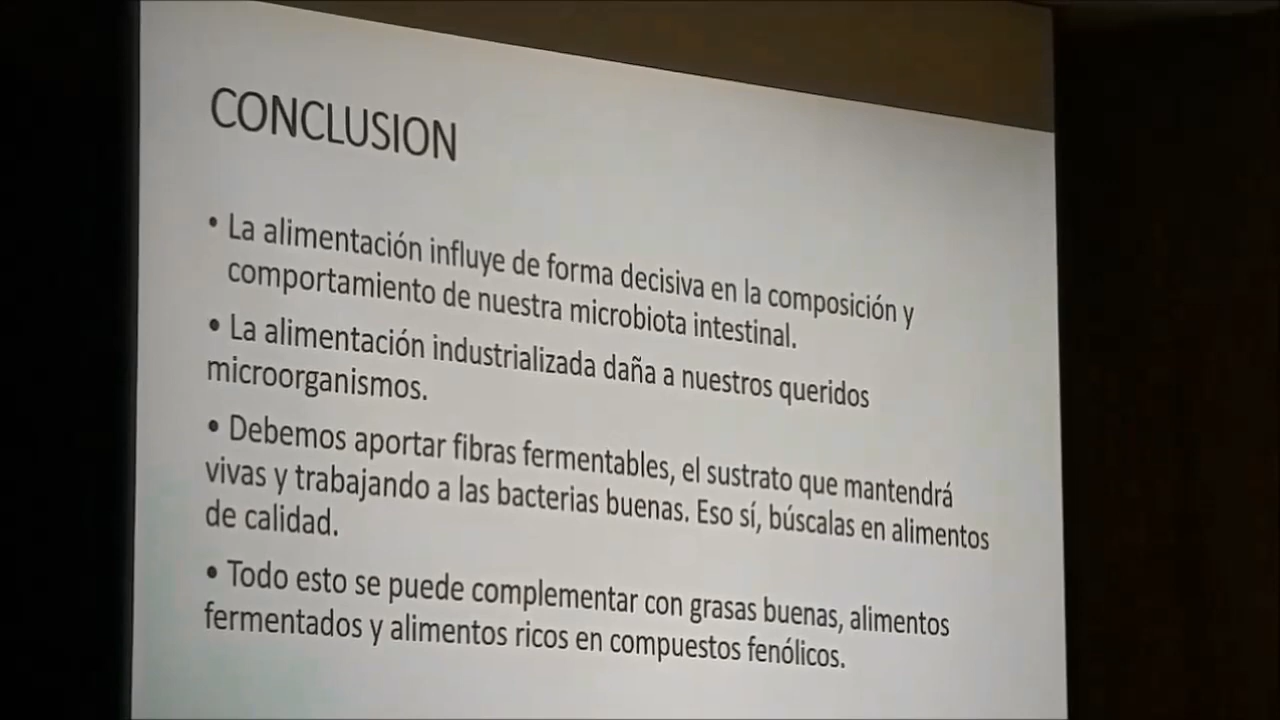 CONCLUSION
• La alimentación influye de forma decisiva en la composición y
comportamiento de nuestra microbiota intestinal.
• La alimentación industrializada daña a nuestros queridos
microorganismos.
• Debemos aportar fibras fermentables, el sustrato que mantendrá
vivas y trabajando a las bacterias buenas. Eso sí, búscalas en alimentos
de calidad.
• Todo esto se puede complementar con grasas buenas, alimentos
fermentados y alimentos ricos en compuestos fenólicos.